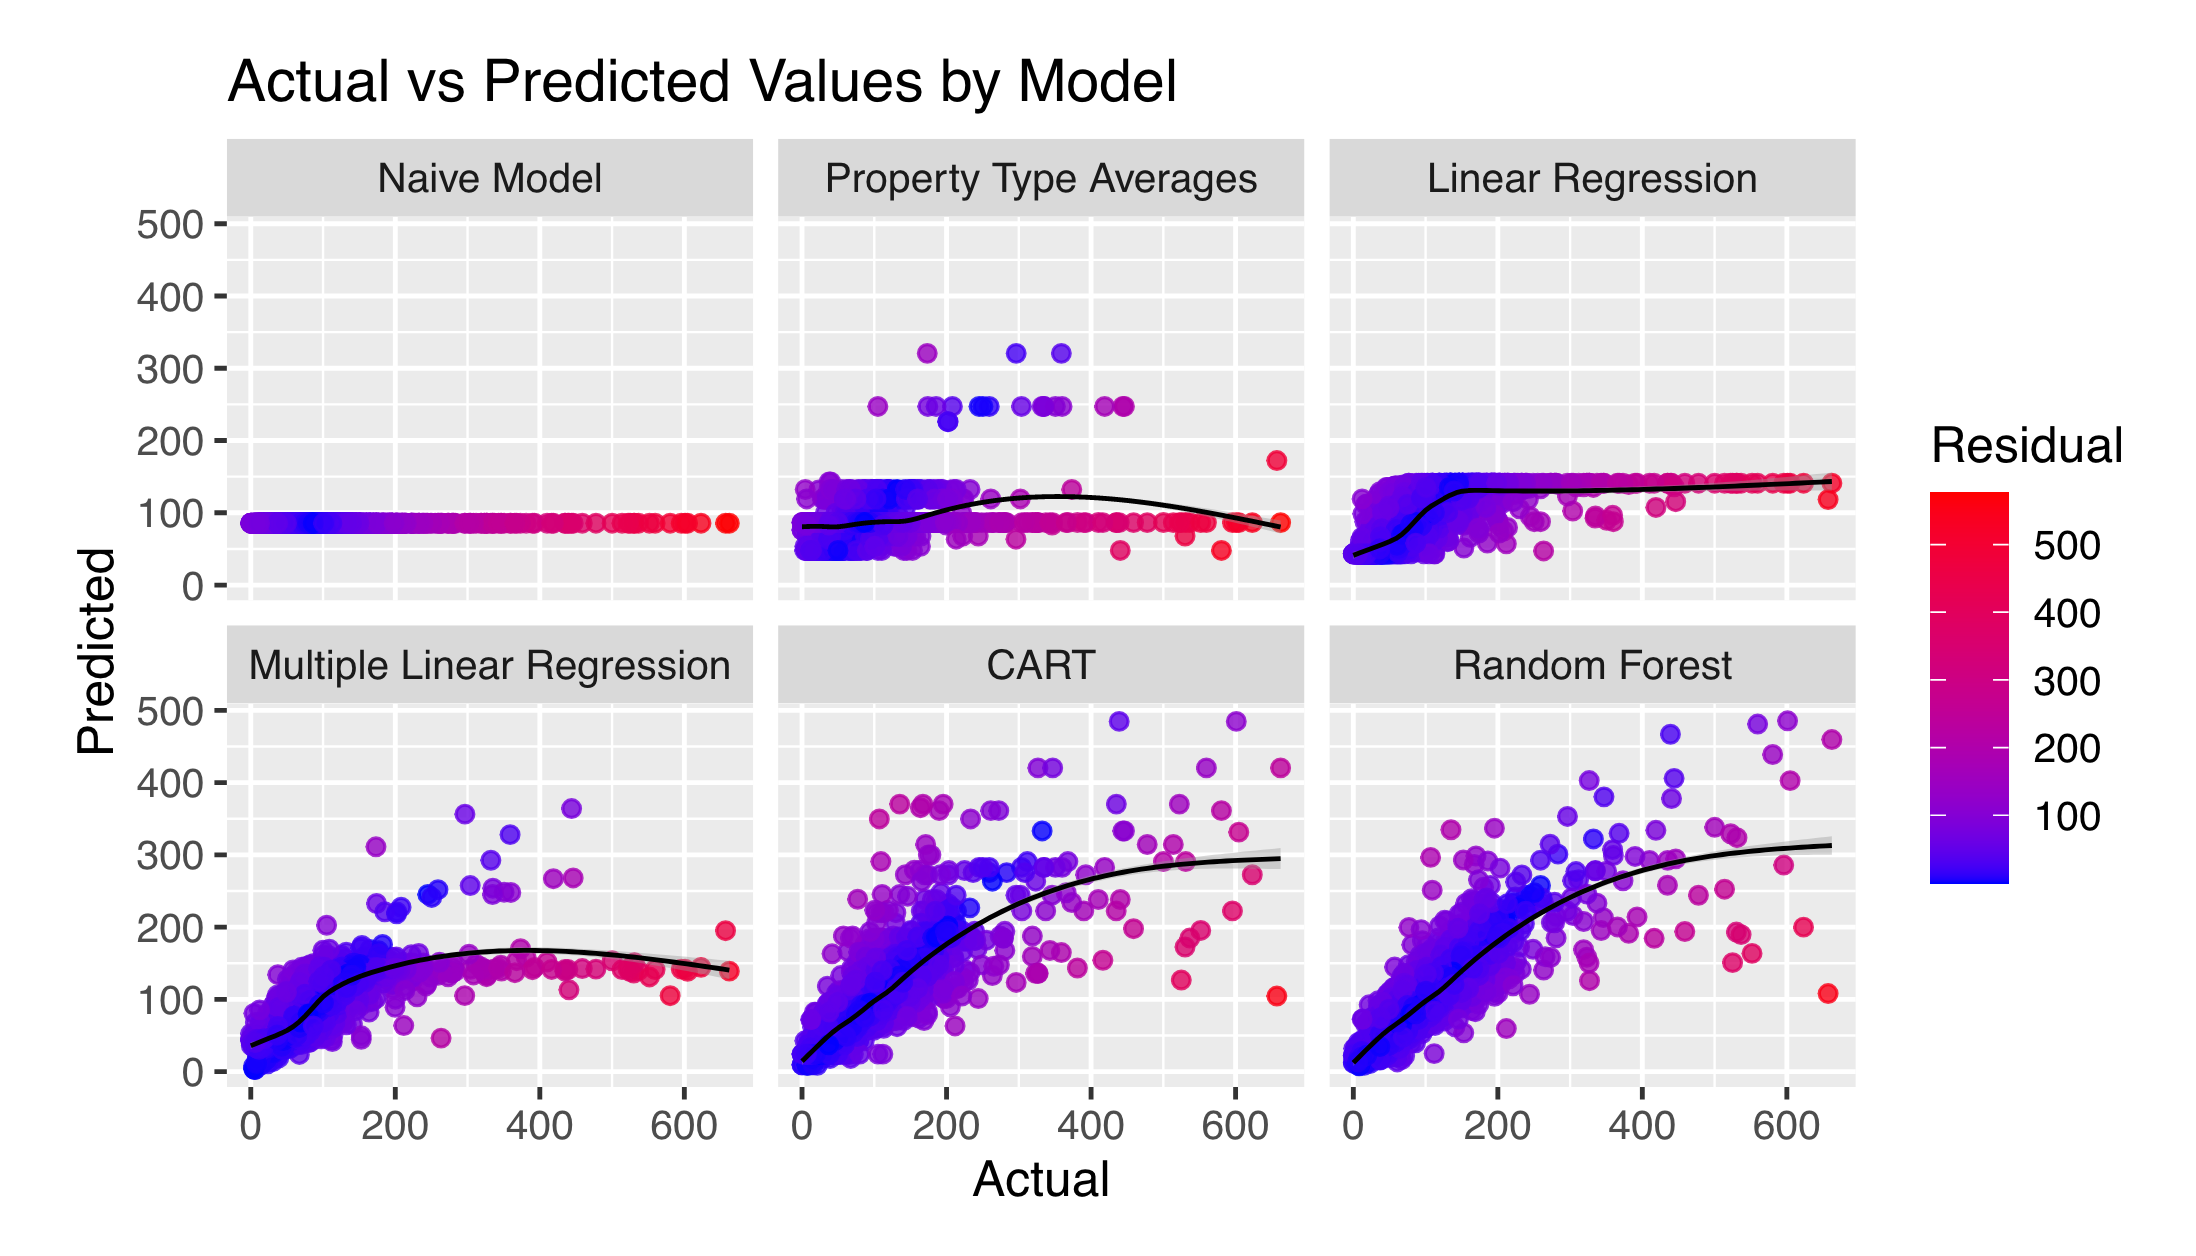 Actual vs Predicted Values by Model
Naive Model
Property Type Averages
Linear Regression
500
400
300
200
100
0
Multiple Linear Regression
CART
Random Forest
500
400
300
200
100
0
0 200 400 600
0 200 400 600
0 200 400 600
Predicted
Actual
Residual
500
400
300
200
100